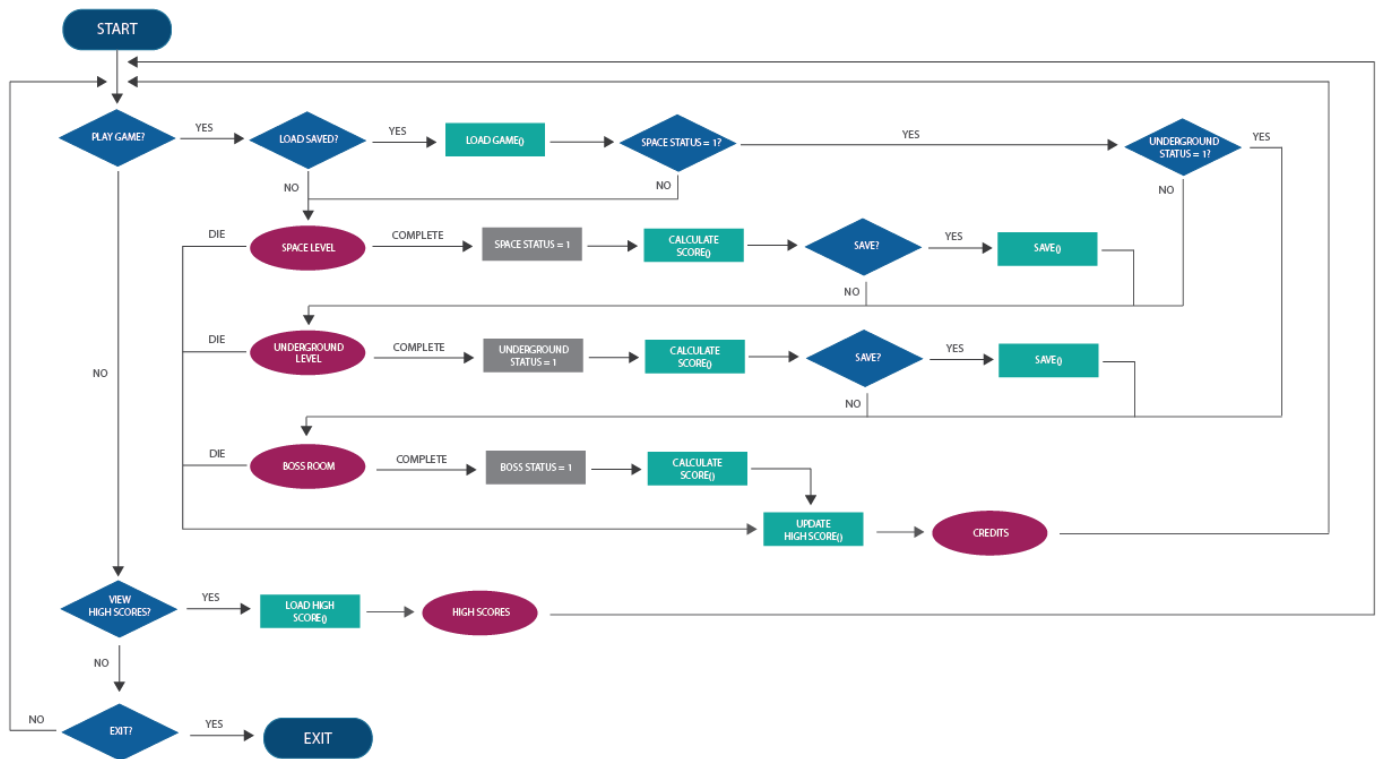 START
PLAY GAME?
YES
LOAD SAVED?
YES
LOAD GAME()
SPACE STATUS = 1?
YES
UNDERGROUND
STATUS = 1?
YES
NO
NO
NO
DIE
SPACE LEVEL
COMPLETE
SPACE STATUS = 1
CALCULATE
SCORE()
SAVE?
YES
SAVE()
NO
DIE
UNDERGROUND
LEVEL
COMPLETE
UNDERGROUND
STATUS = 1
CALCULATE
SCORE()
SAVE?
YES
SAVE()
NO
NO
DIE
BOSS ROOM
COMPLETE
BOSS STATUS = 1
CALCULATE
SCORE()
UPDATE
HIGH SCORE()
CREDITS
VIEW
HIGH SCORES?
YES
LOAD HIGH
SCORE()
HIGH SCORES
NO
NO
EXIT?
YES
EXIT